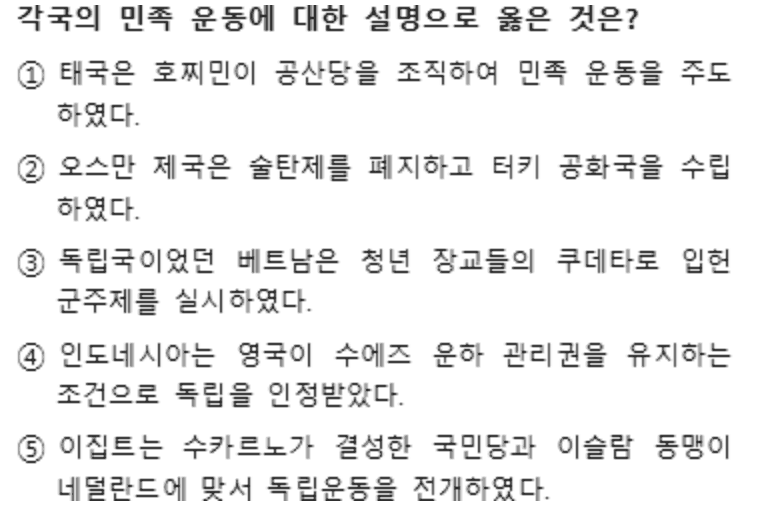 각국의 민족 운동에 대한 설명으로 옳은 것은?
① 태국은 호찌민이 공산당을 조직하여 민족 운동을 주도
하였다.
② 오스만 제국은 술탄제를 폐지하고 터키 공화국을 수립
하였다.
③ 독립국이었던 베트남은 청년 장교들의 쿠데타로 입헌
군주제를 실시하였다.
④ 인도네시아는 영국이 수에즈 운하 관리권을 유지하는
조건으로 독립을 인정받았다.
⑤ 이집트는 수카르노가 결성한 국민당과 이슬람 동맹이
네덜란드에 맞서 독립운동을 전개하였다.